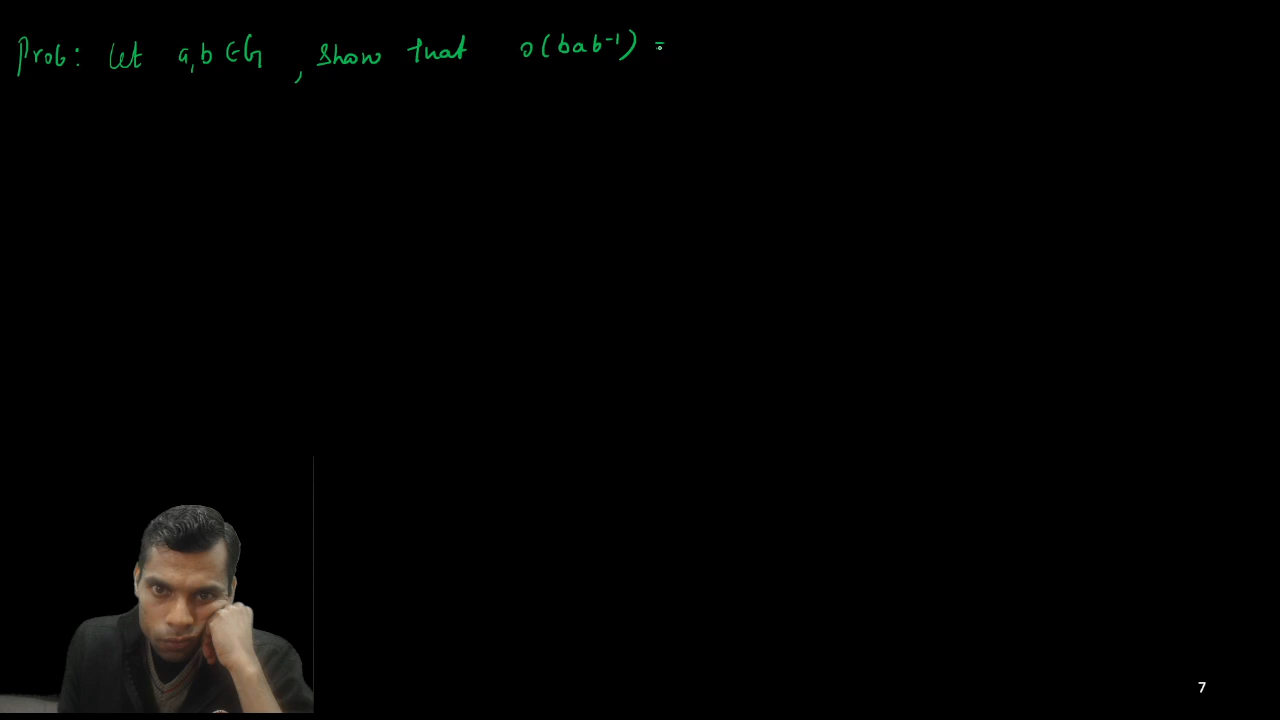 Prob: Let a,b ∈ G, show that o(bab⁻¹) =
7